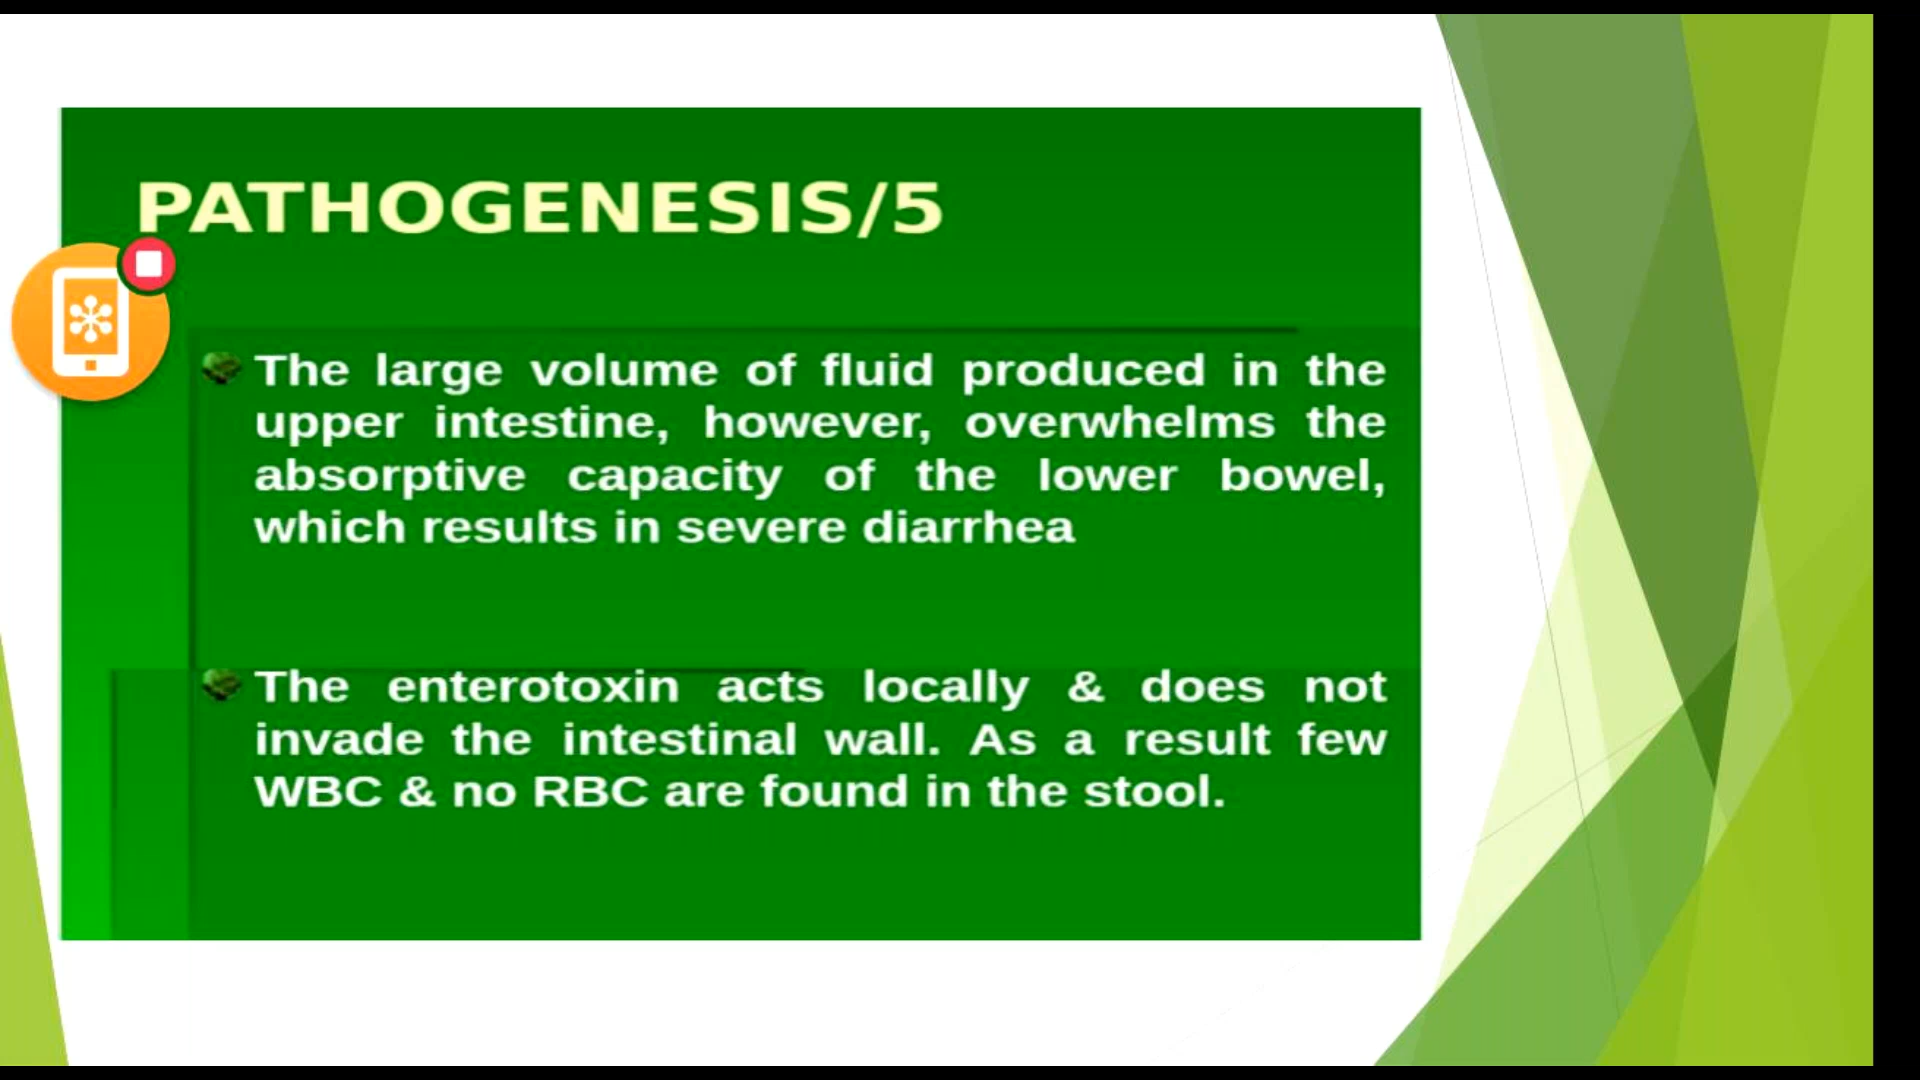 PATHOGENESIS/5
The large volume of fluid produced in the
upper intestine, however, overwhelms the
absorptive capacity of the lower bowel,
which results in severe diarrhea
The enterotoxin acts locally & does not
invade the intestinal wall. As a result few
WBC & no RBC are found in the stool.